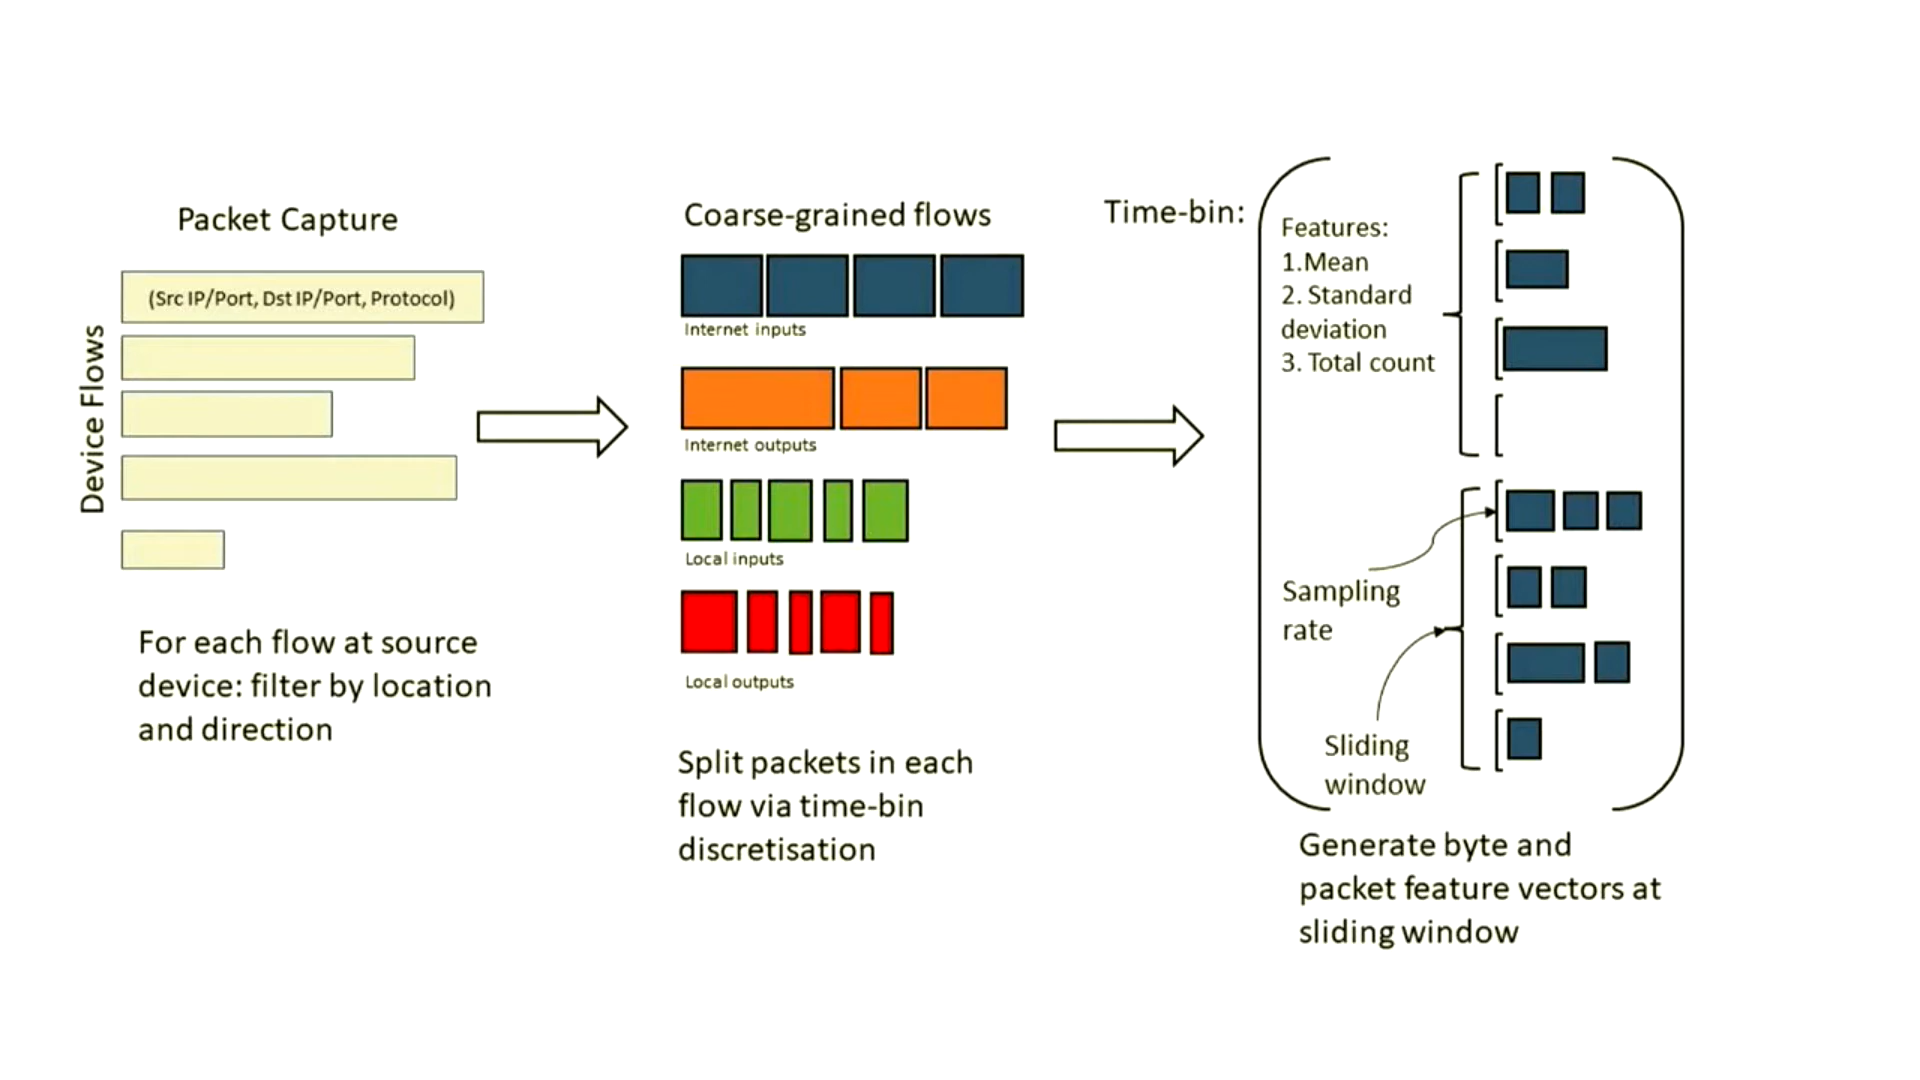 Packet Capture
Device Flows
(Src IP/Port, Dst IP/Port, Protocol)
For each flow at source
device: filter by location
and direction
Coarse-grained flows
Internet inputs
Internet outputs
Local inputs
Local outputs
Split packets in each
flow via time-bin
discretisation
Time-bin:
Features:
1.Mean
2. Standard
deviation
3. Total count
Sampling
rate
Sliding
window
Generate byte and
packet feature vectors at
sliding window